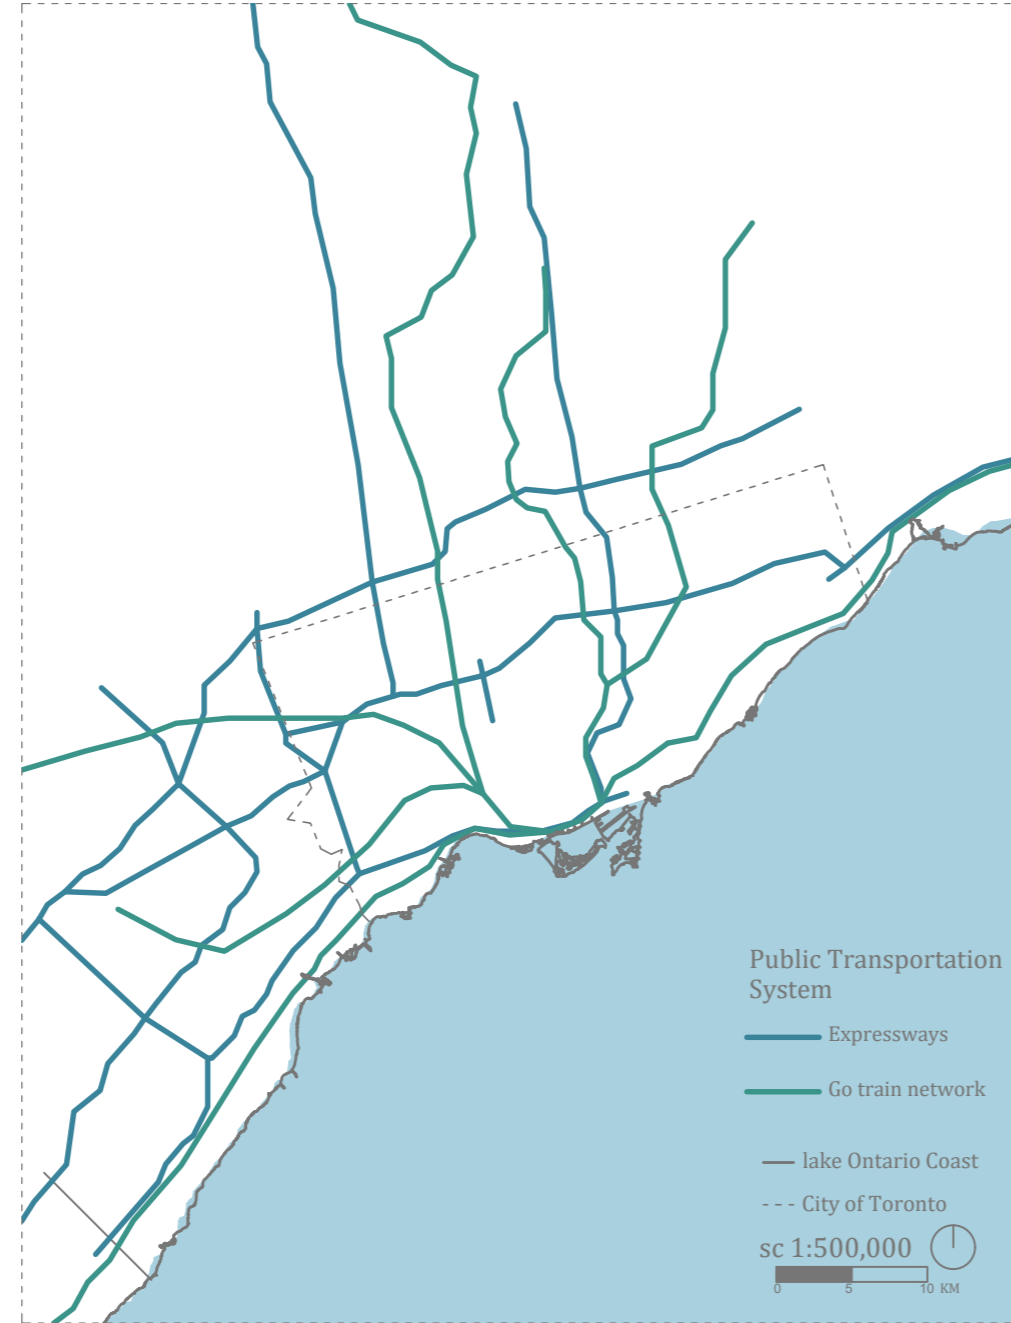 Public Transportation
System
Expressways
Go train network
lake Ontario Coast
City of Toronto
sc 1:500,000
0 5 10 KM